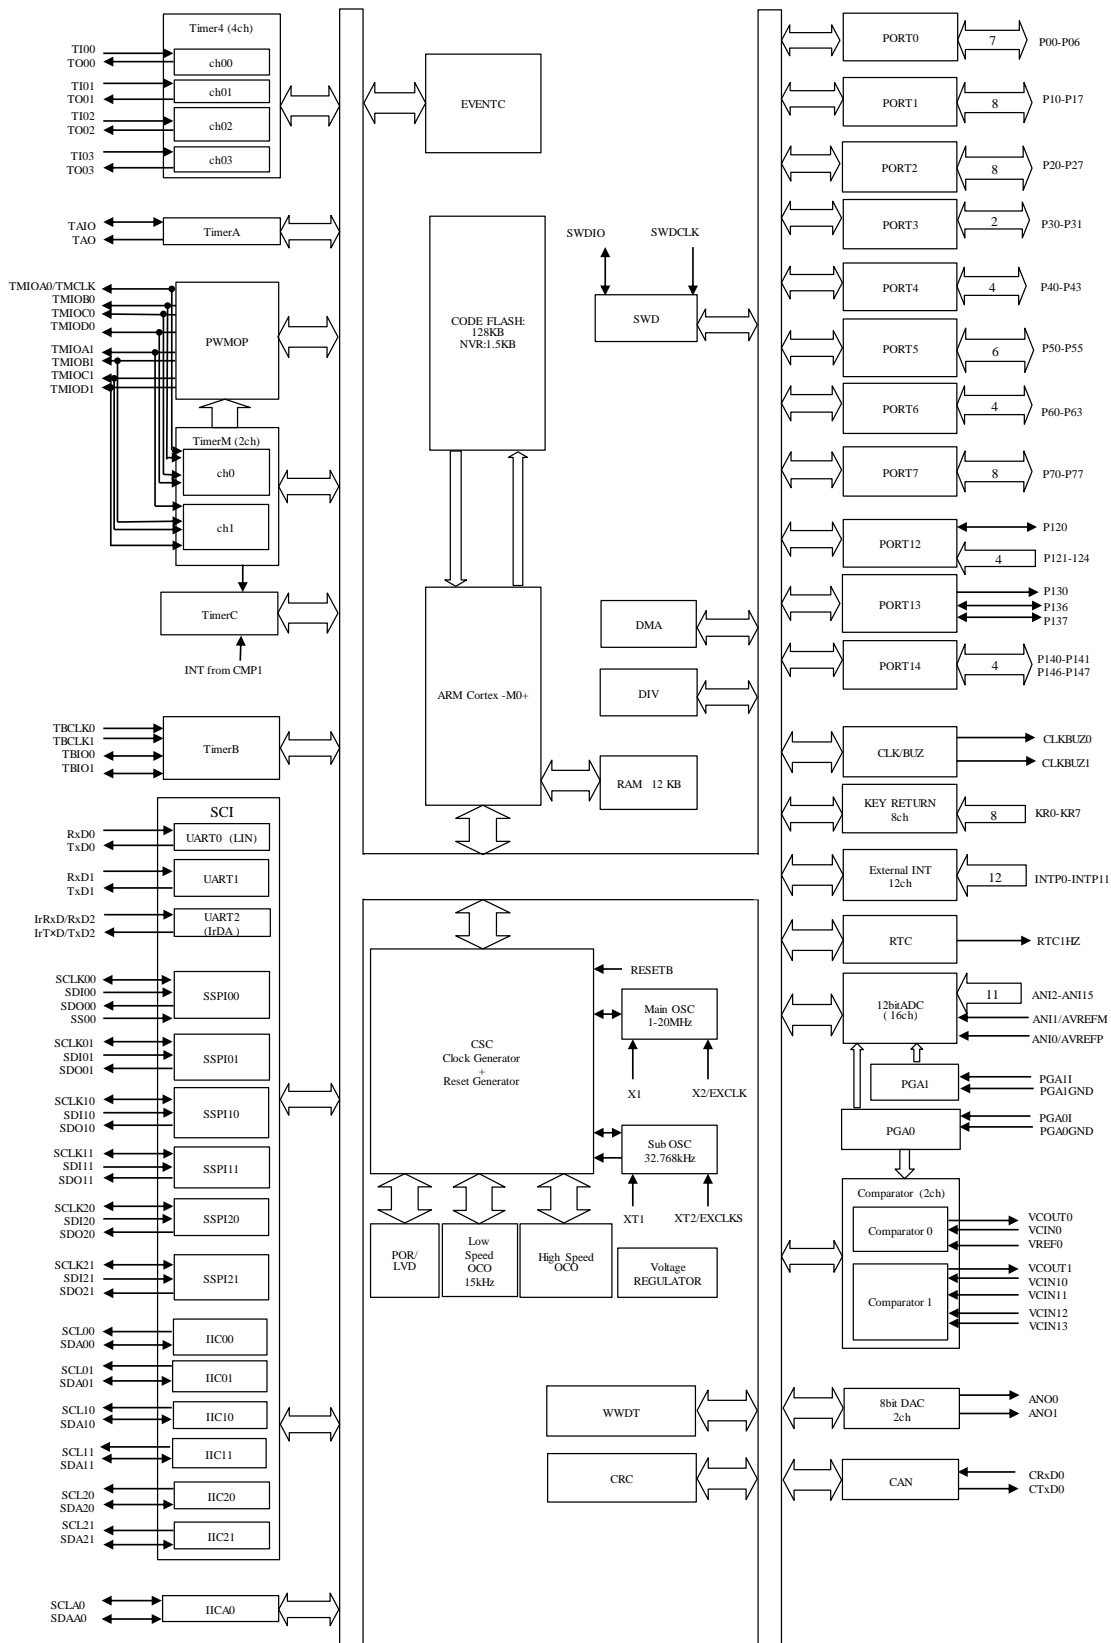 Timer4 (4ch)
TI00
TO00
ch00
TI01
TO01
ch01
TI02
TO02
ch02
TI03
TO03
ch03
TAIO
TAO
TimerA
TMIOA0/TMCLK
TMIOB0
TMIOC0
TMIOD0
TMIOA1
TMIOB1
TMIOC1
TMIOD1
PWMOP
TimerM (2ch)
ch0
ch1
TimerC
INT from CMP1
TBCLK0
TBCLK1
TBIO0
TBIO1
TimerB
SCI
RxD0
TxD0
UART0 (LIN)
RxD1
TxD1
UART1
IrRxD/RxD2
IrT×D/TxD2
UART2
(IrDA )
SCLK00
SDI00
SDO00
SS00
SSPI00
SCLK01
SDI01
SDO01
SSPI01
SCLK10
SDI10
SDO10
SSPI10
SCLK11
SDI11
SDO11
SSPI11
SCLK20
SDI20
SDO20
SSPI20
SCLK21
SDI21
SDO21
SSPI21
SCL00
SDA00
IIC00
SCL01
SDA01
IIC01
SCL10
SDA10
IIC10
SCL11
SDA11
IIC11
SCL20
SDA20
IIC20
SCL21
SDA21
IIC21
SCLA0
SDAA0
IICA0
EVENTC
CODE FLASH:
128KB
NVR:1.5KB
SWDIO
SWDCLK
SWD
ARM Cortex -M0+
DMA
DIV
RAM 12 KB
CSC
Clock Generator
+
Reset Generator
RESETB
Main OSC
1-20MHz
X1
X2/EXCLK
Sub OSC
32.768kHz
XT1
XT2/EXCLKS
POR/
LVD
Low
Speed
OCO
15kHz
High Speed
OCO
Voltage
REGULATOR
WWDT
CRC
PORT0
7
P00-P06
PORT1
8
P10-P17
PORT2
8
P20-P27
PORT3
2
P30-P31
PORT4
4
P40-P43
PORT5
6
P50-P55
PORT6
4
P60-P63
PORT7
8
P70-P77
PORT12
P120
4
P121-124
PORT13
P130
P136
P137
PORT14
4
P140-P141
P146-P147
CLK/BUZ
CLKBUZ0
CLKBUZ1
KEY RETURN
8ch
8
KR0-KR7
External INT
12ch
12
INTP0-INTP11
RTC
RTC1HZ
12bitADC
( 16ch)
11
ANI2-ANI15
ANI1/AVREFM
ANI0/AVREFP
PGA1
PGA1I
PGA1GND
PGA0
PGA0I
PGA0GND
Comparator (2ch)
Comparator 0
VCOUT0
VCIN0
VREF0
Comparator 1
VCOUT1
VCIN10
VCIN11
VCIN12
VCIN13
8bit DAC
2ch
ANO0
ANO1
CAN
CRxD0
CTxD0